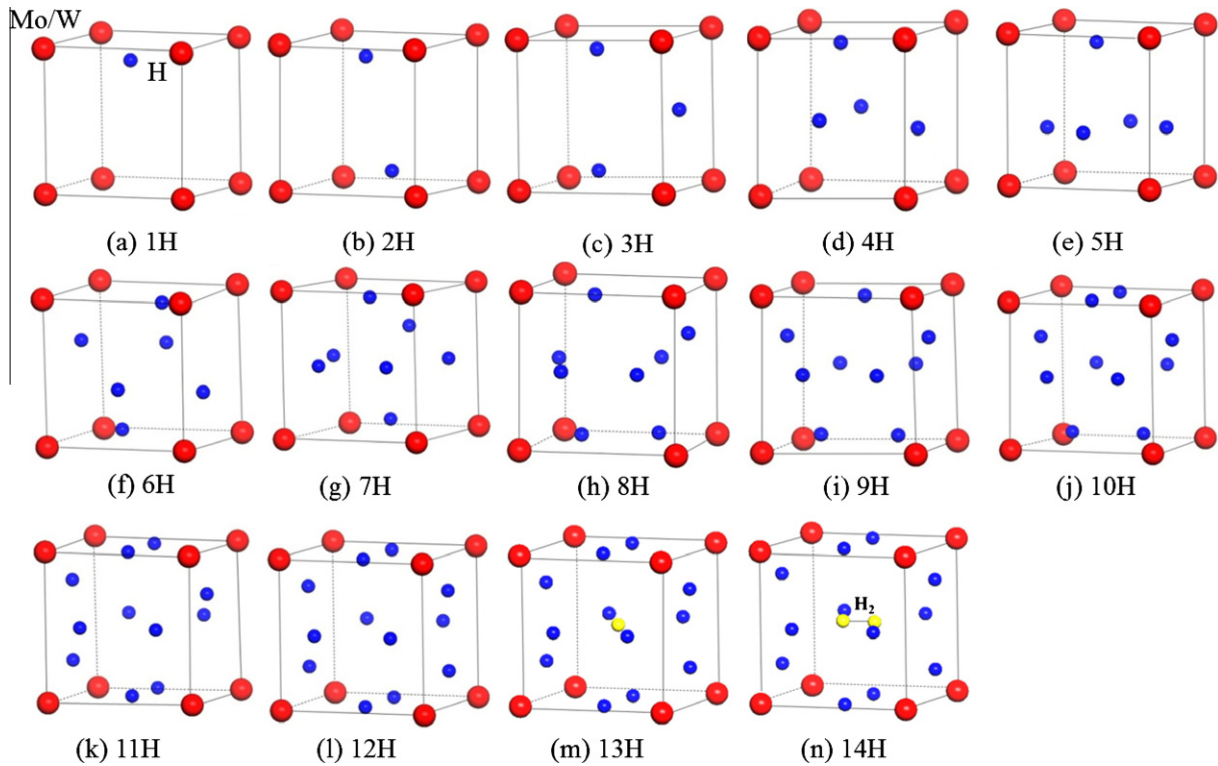 Mo/W
H
(a) 1H (b) 2H (c) 3H (d) 4H (e) 5H
(f) 6H (g) 7H (h) 8H (i) 9H (j) 10H
H₂
(k) 11H (l) 12H (m) 13H (n) 14H